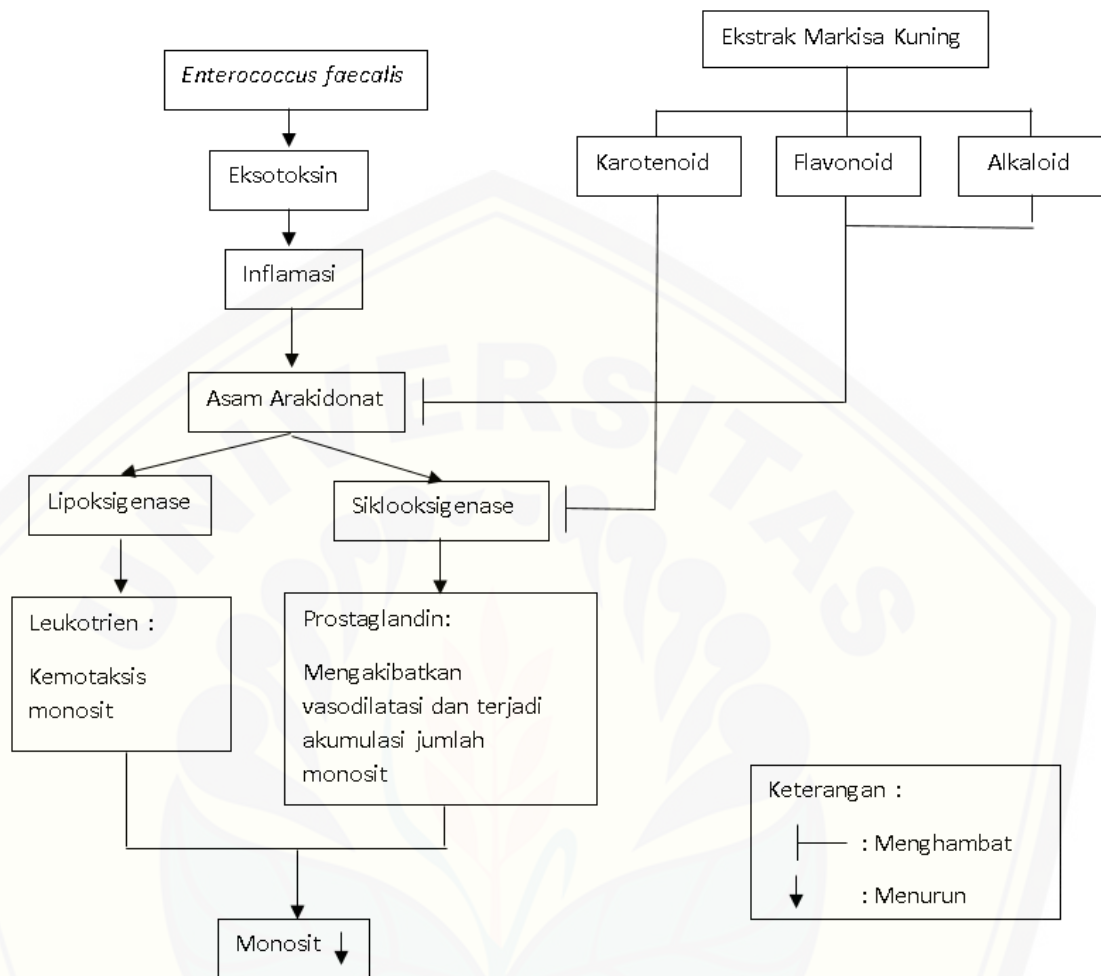 Ekstrak Markisa Kuning
Enterococcus faecalis
Karotenoid
Flavonoid
Alkaloid
Eksotoksin
Inflamasi
Asam Arakidonat
Lipoksigenase
Siklooksigenase
Leukotrien :
Kemotaksis
monosit
Prostaglandin:
Mengakibatkan
vasodilatasi dan terjadi
akumulasi jumlah
monosit
Monosit
Keterangan :
: Menghambat
: Menurun
UNIVERSITAS